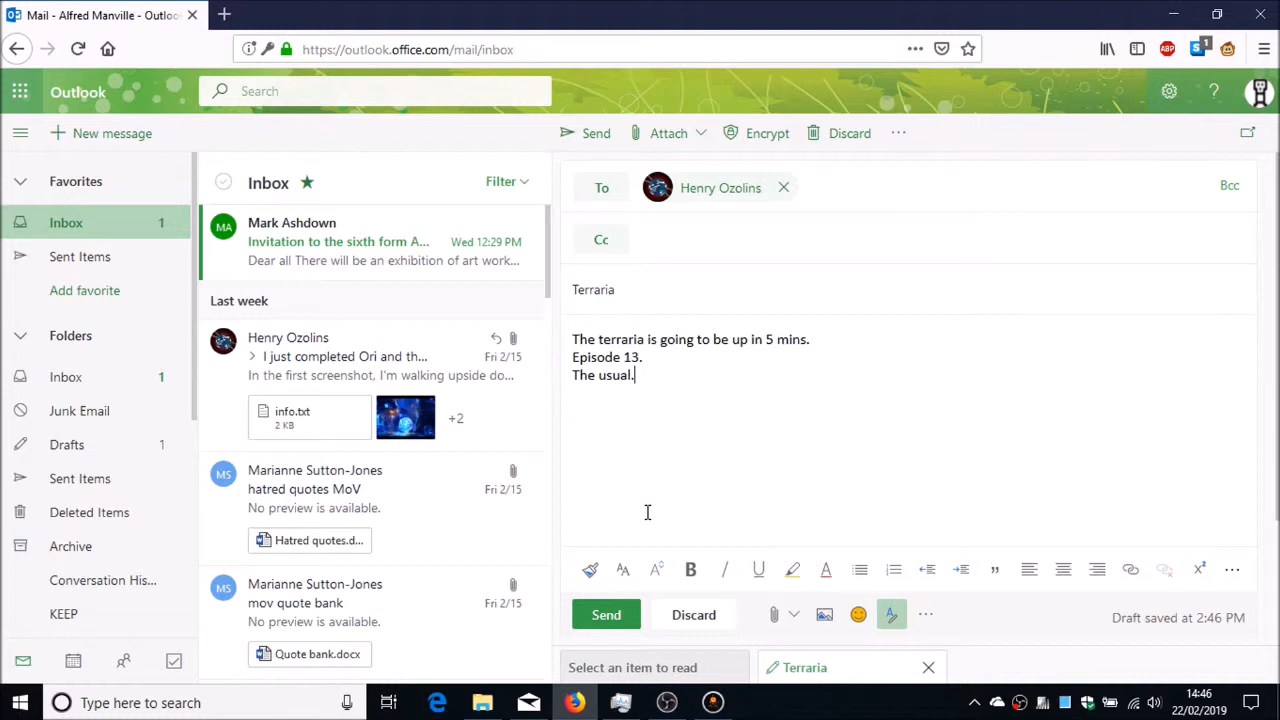 Mail - Alfred Manville - Outloo
https://outlook.office.com/mail/inbox
Outlook
Search
New message
Send
Attach
Encrypt
Discard
Favorites
Inbox 1
Sent Items
Add favorite
Folders
Inbox
Junk Email
Drafts 1
Sent Items
Deleted Items
Archive
Conversation His...
KEEP
Inbox
Filter
MA
Mark Ashdown
Invitation to the sixth form A... Wed 12:29 PM
Dear all There will be an exhibition of art work...
Last week
Henry Ozolins
I just completed Ori and th... Fri 2/15
In the first screenshot, I'm walking upside do...
info.txt
2 KB
+2
MS
Marianne Sutton-Jones
hatred quotes MoV Fri 2/15
No preview is available.
Hatred quotes.d...
MS
Marianne Sutton-Jones
mov quote bank Fri 2/15
No preview is available.
Quote bank.docx
To Henry Ozolins Bcc
Cc
Terraria
The terraria is going to be up in 5 mins.
Episode 13.
The usual.
Send Discard
Draft saved at 2:46 PM
Select an item to read
Terraria
Type here to search
14:46
22/02/2019